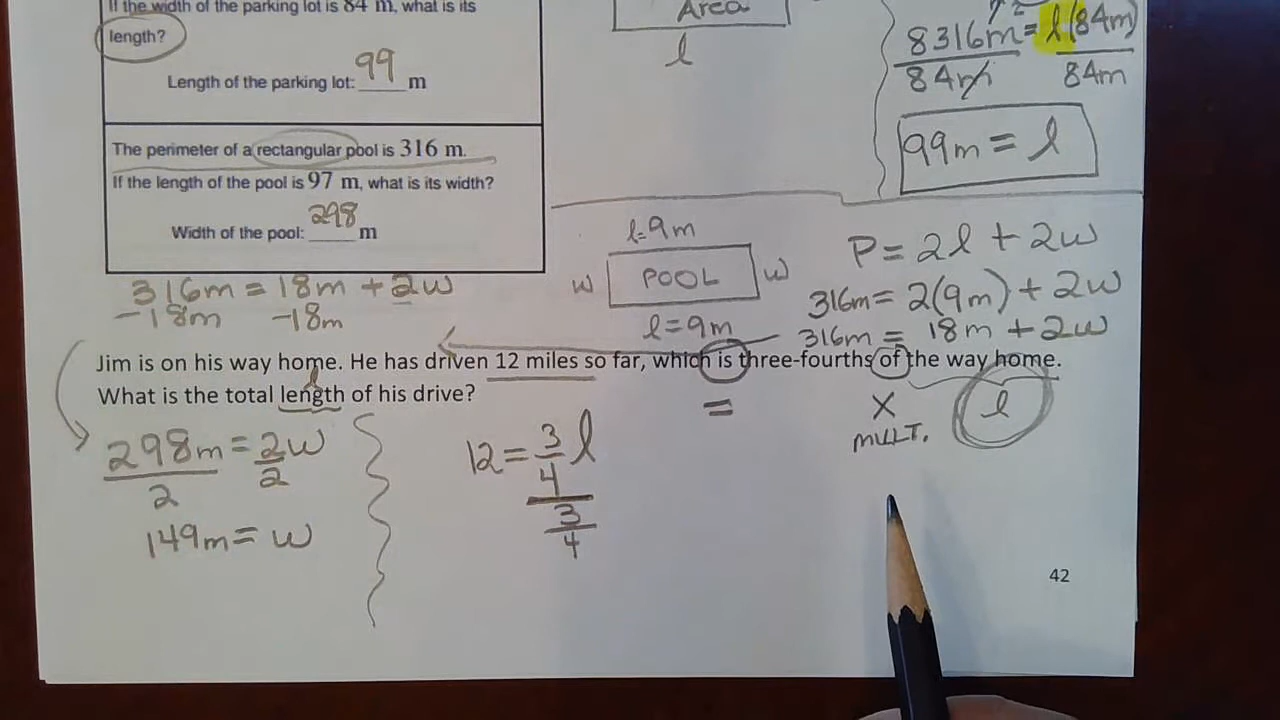 If the width of the parking lot is 84 m, what is its
length?
Length of the parking lot: 99 m
The perimeter of a rectangular pool is 316 m.
If the length of the pool is 97 m, what is its width?
Width of the pool: 298 m
Area
l
8316m² = l(84m)
84m 84m
99m = l
l=9m
W POOL W
l=9m
P= 2l + 2w
316m= 2(9m) + 2w
316m= 18m + 2w
316m = 18m + 2w
-18m -18m
Jim is on his way home. He has driven 12 miles so far, which is three-fourths of the way home.
What is the total length of his drive?
l
= X l
MULT.
298m = 2w
2 2
149m = w
12 = 3/4 l
3/4
42